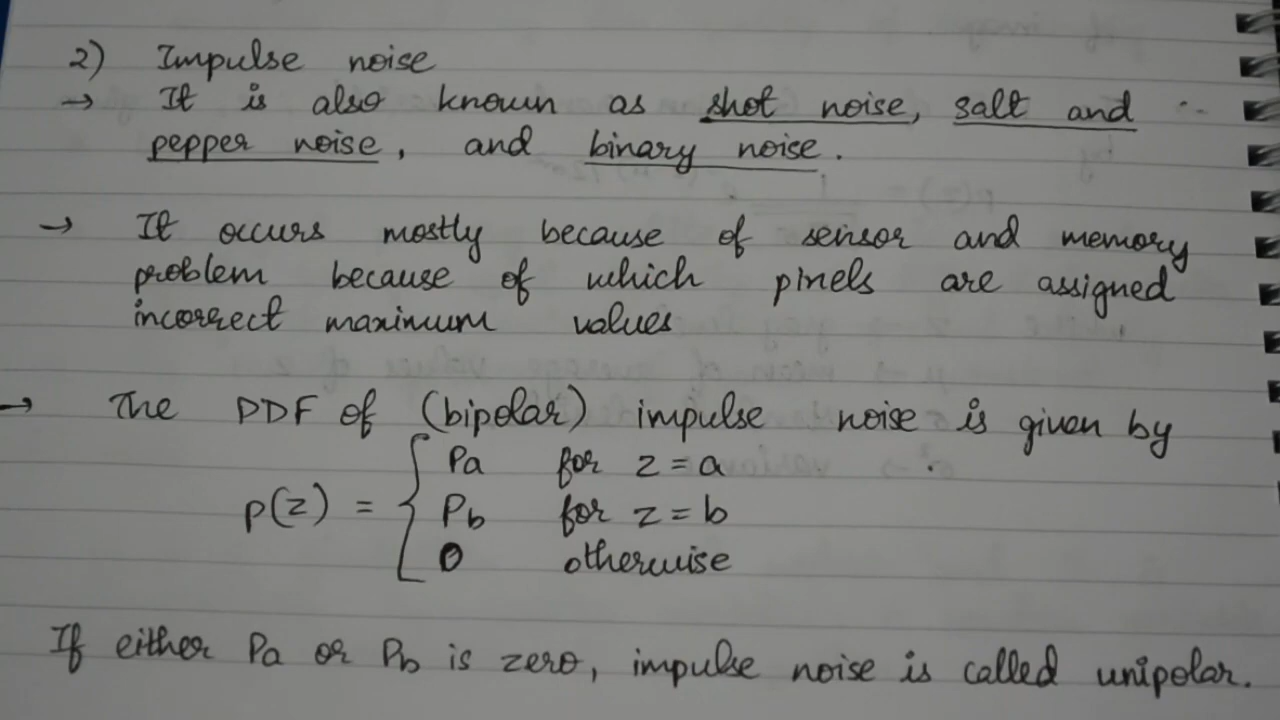 2) Impulse noise
→ It is also known as shot noise, salt and
pepper noise, and binary noise.
→ It occurs mostly because of sensor and memory
problem because of which pixels are assigned
incorrect maximum values
→ The PDF of (bipolar) impulse noise is given by
p(z) = { Pa for z = a
Pb for z = b
0 otherwise
If either Pa or Pb is zero, impulse noise is called unipolar.